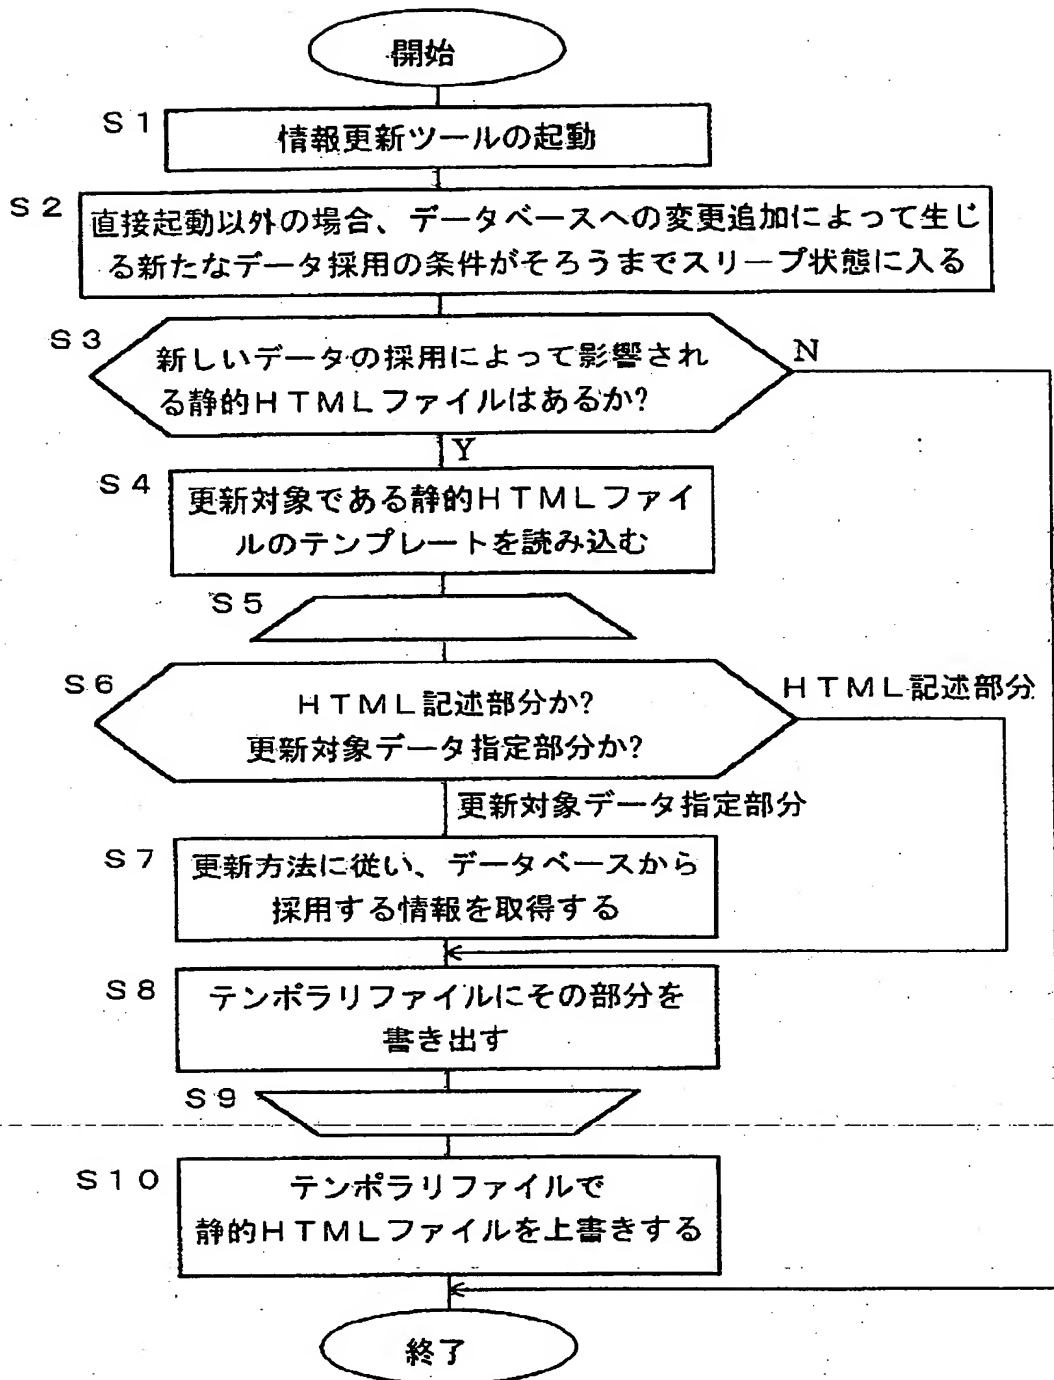 開始
S1
情報更新ツールの起動
S2
直接起動以外の場合、データベースへの変更追加によって生じ
る新たなデータ採用の条件がそろうまでスリープ状態に入る
S3
新しいデータの採用によって影響され
る静的HTMLファイルはあるか?
N
Y
S4
更新対象である静的HTMLファイ
ルのテンプレートを読み込む
S5
S6
HTML記述部分か?
更新対象データ指定部分か?
HTML記述部分
更新対象データ指定部分
S7
更新方法に従い、データベースから
採用する情報を取得する
S8
テンポラリファイルにその部分を
書き出す
S9
S10
テンポラリファイルで
静的HTMLファイルを上書きする
終了